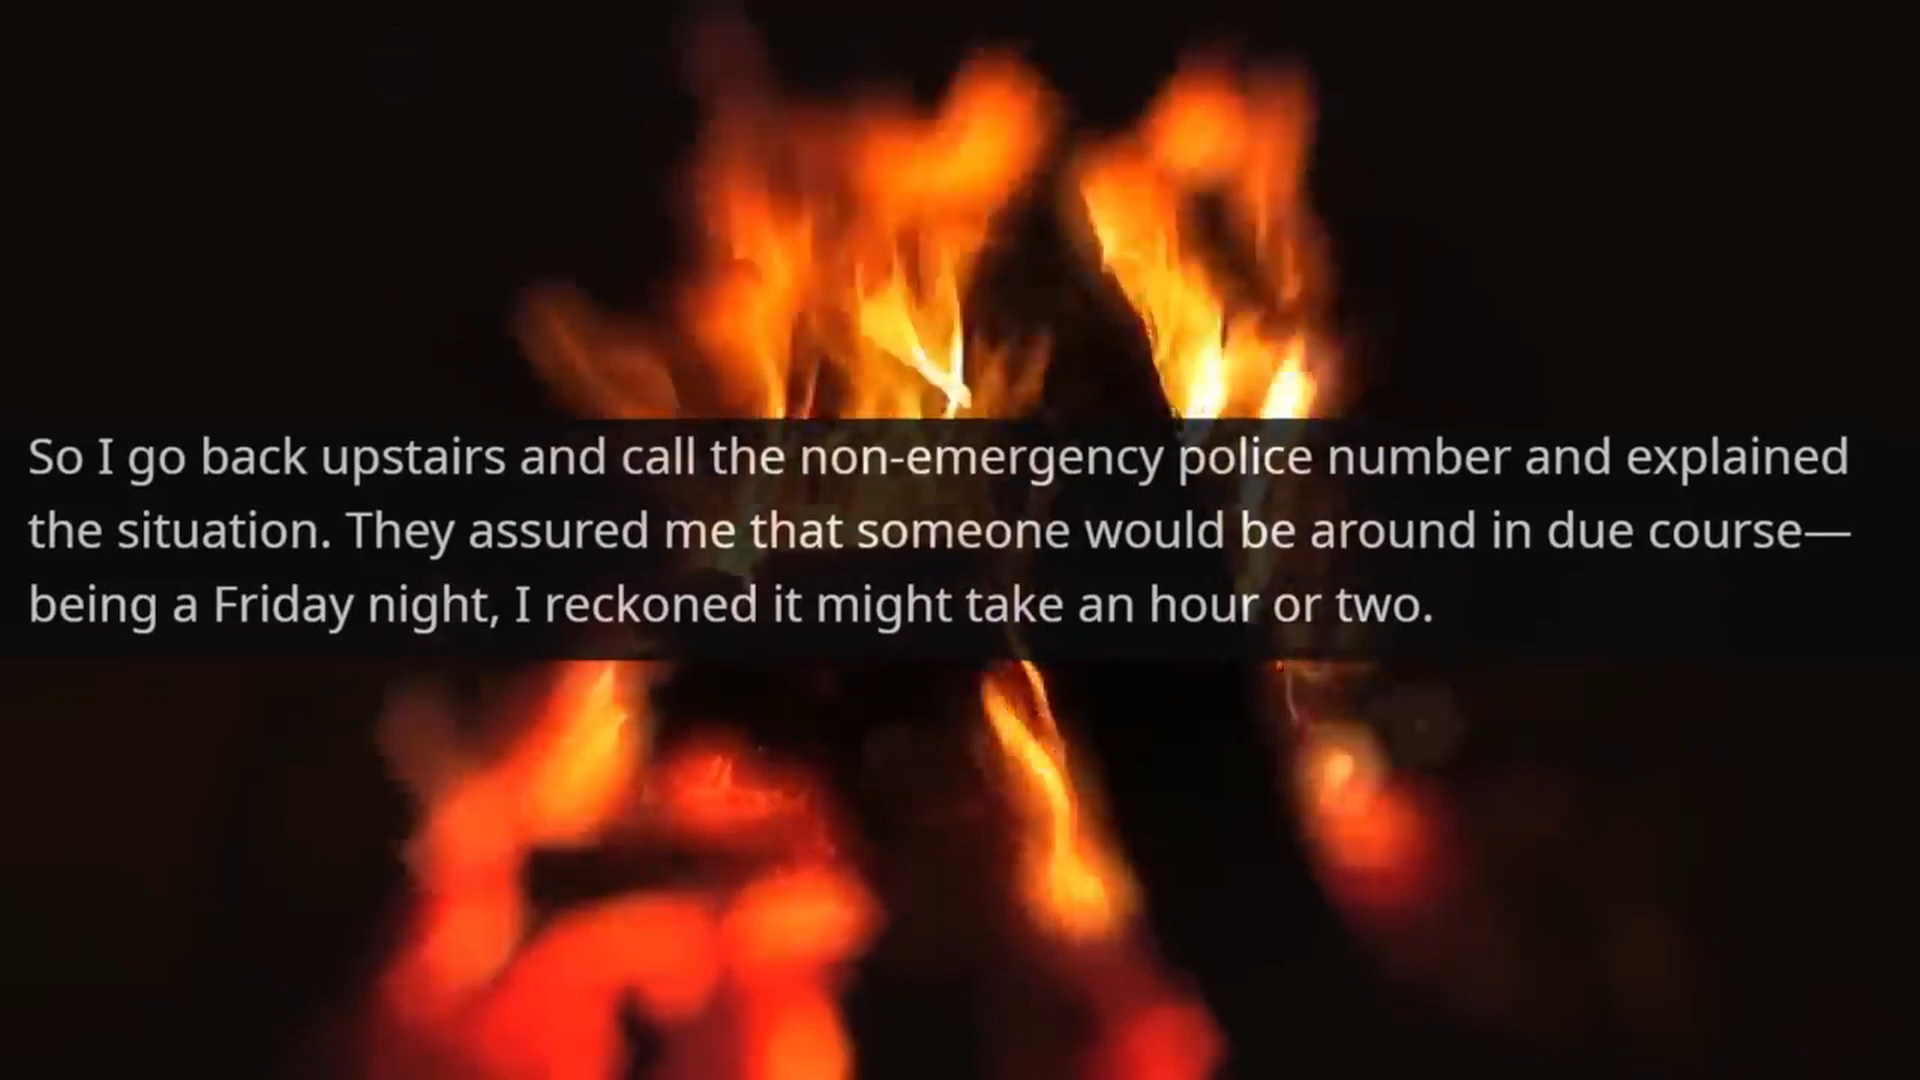 So I go back upstairs and call the non-emergency police number and explained
the situation. They assured me that someone would be around in due course—
being a Friday night, I reckoned it might take an hour or two.